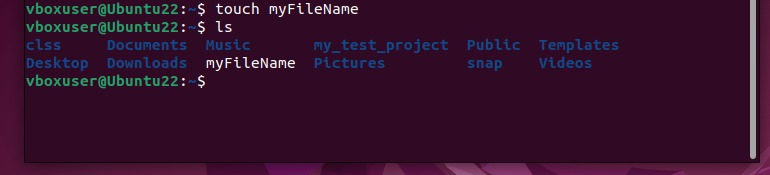 vboxuser@Ubuntu22:~$ touch myFileName
vboxuser@Ubuntu22:~$ ls
clss Documents Music my_test_project Public Templates
Desktop Downloads myFileName Pictures snap Videos
vboxuser@Ubuntu22:~$